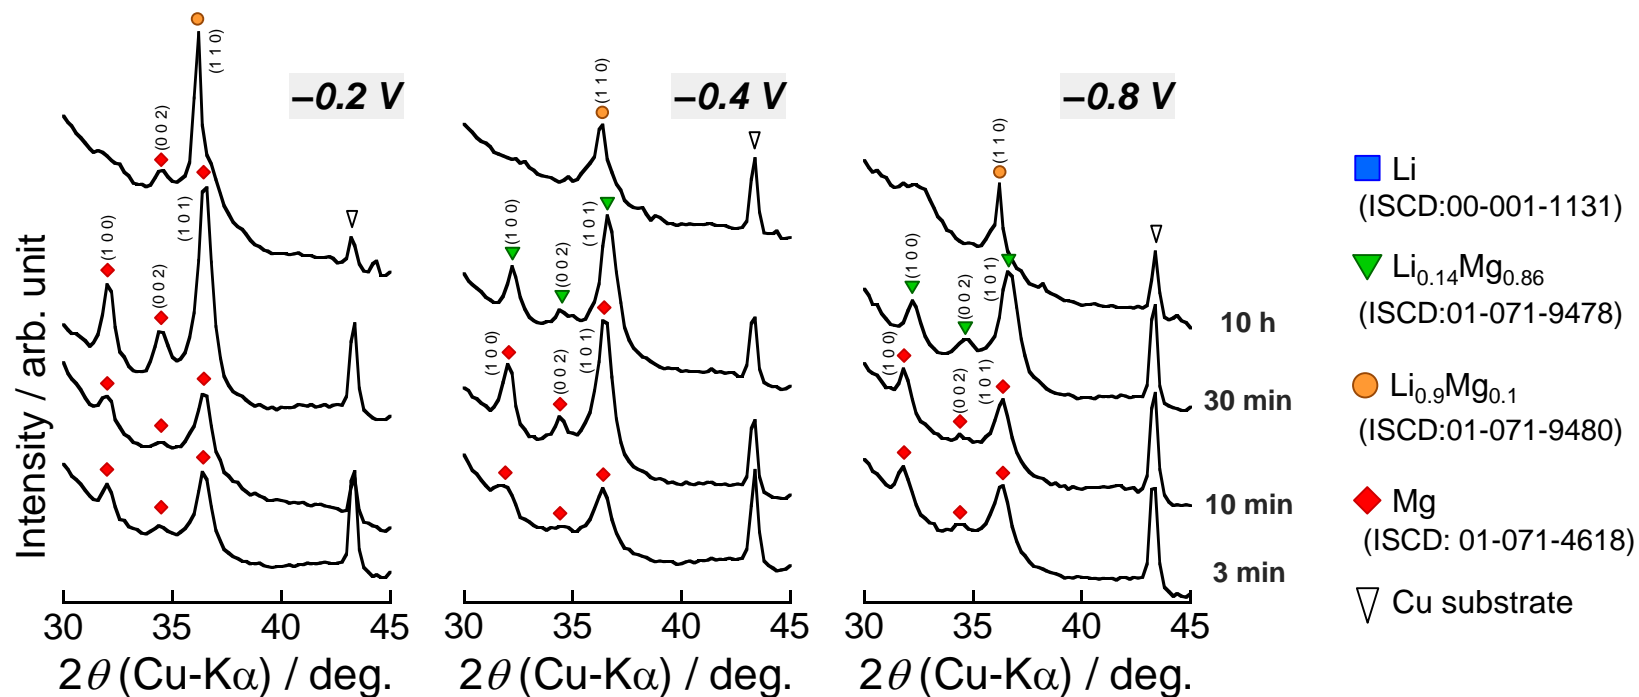 Intensity / arb. unit
–0.2 V
(1 1 0)
(0 0 2)
(1 0 1)
(1 0 0)
(0 0 2)
30 35 40 45
2θ (Cu-Kα) / deg.
–0.4 V
(1 1 0)
(1 0 0)
(0 0 2)
(1 0 1)
(1 0 0)
(0 0 2)
(1 0 1)
30 35 40 45
2θ (Cu-Kα) / deg.
–0.8 V
(1 1 0)
(1 0 0)
(0 0 2)
(1 0 1)
(1 0 0)
(0 0 2)
(1 0 1)
30 35 40 45
2θ (Cu-Kα) / deg.
10 h
30 min
10 min
3 min
Li
(ISCD:00-001-1131)
Li0.14Mg0.86
(ISCD:01-071-9478)
Li0.9Mg0.1
(ISCD:01-071-9480)
Mg
(ISCD: 01-071-4618)
Cu substrate